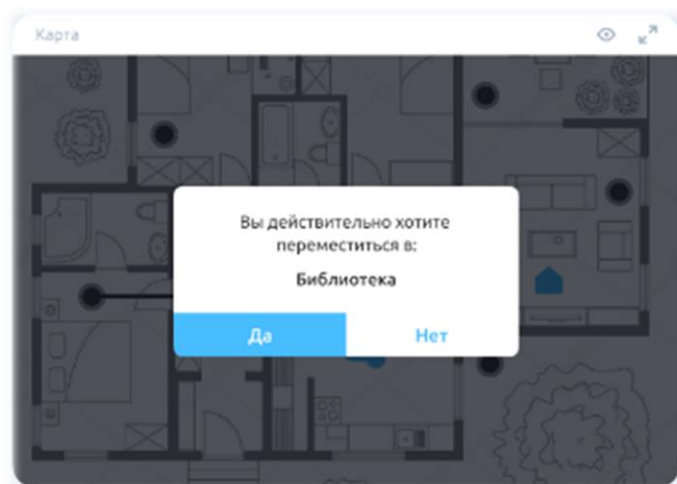 Карта
Вы действительно хотите
переместиться в:
Библиотека
Да
Нет